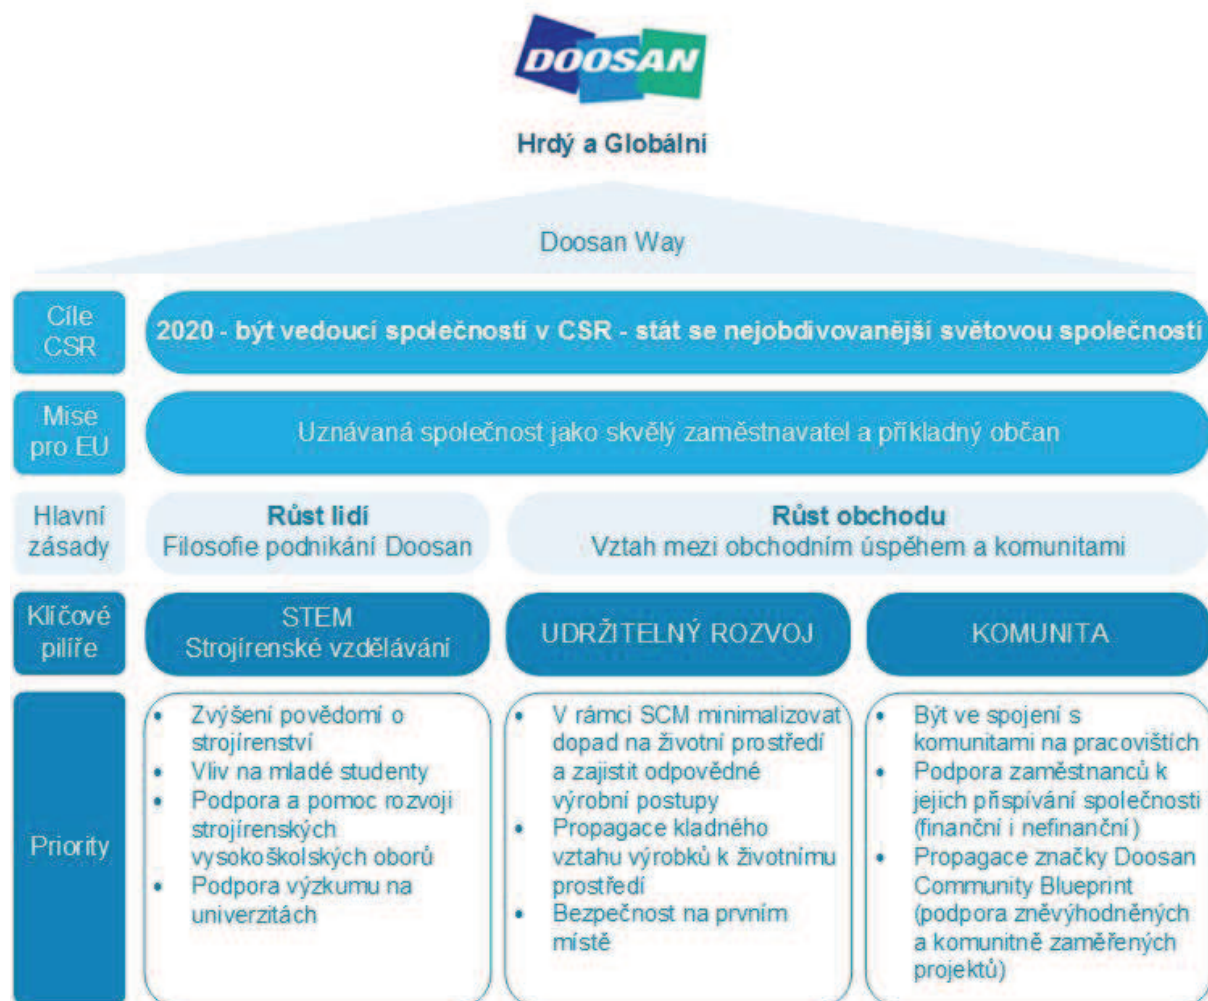 DOOSAN
Hrdý a Globální
Doosan Way
Cíle
CSR
2020 - být vedoucí společností v CSR - stát se nejobdivovanější světovou společností
Mise
pro EU
Uznávaná společnost jako skvělý zaměstnavatel a příkladný občan
Hlavní
zásady
Růst lidí
Filosofie podnikání Doosan
Růst obchodu
Vztah mezi obchodním úspěhem a komunitami
Klíčové
pilíře
STEM
Strojírenské vzdělávání
UDRŽITELNÝ ROZVOJ
KOMUNITA
Priority
• Zvýšení povědomí o
strojírenství
• Vliv na mladé studenty
• Podpora a pomoc rozvoji
strojírenských
vysokoškolských oborů
• Podpora výzkumu na
univerzitách
• V rámci SCM minimalizovat
dopad na životní prostředí
a zajistit odpovědné
výrobní postupy
• Propagace kladného
vztahu výrobků k životnímu
prostředí
• Bezpečnost na prvním
místě
• Být ve spojení s
komunitami na pracovištích
• Podpora zaměstnanců k
jejich přispívání společnosti
(finanční i nefinanční)
• Propagace značky Doosan
Community Blueprint
(podpora zněvýhodněných
a komunitně zaměřených
projektů)